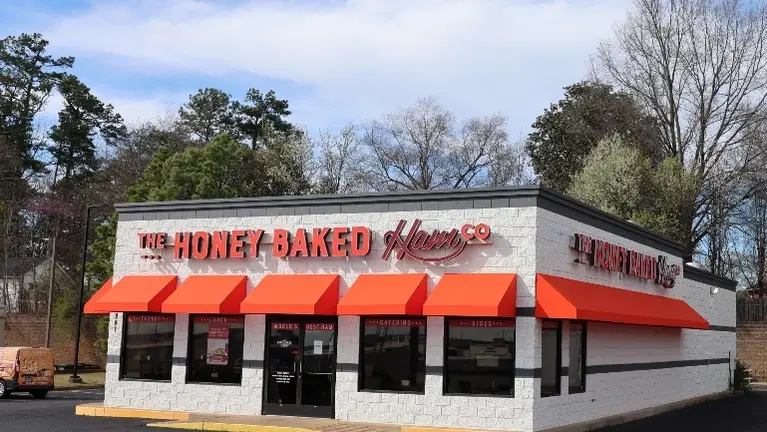 THE HONEY BAKED Ham CO
THE HONEY BAKED Ham CO
WORLD'S BEST HAM
CATERING
SIDES